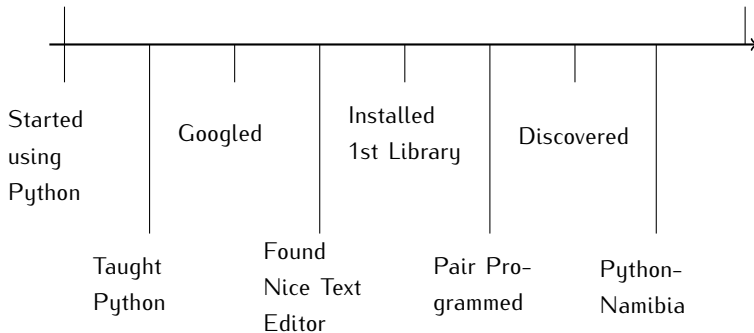 Started
using
Python
Taught
Python
Googled
Found
Nice Text
Editor
Installed
1st Library
Pair Pro-
grammed
Discovered
Python-
Namibia